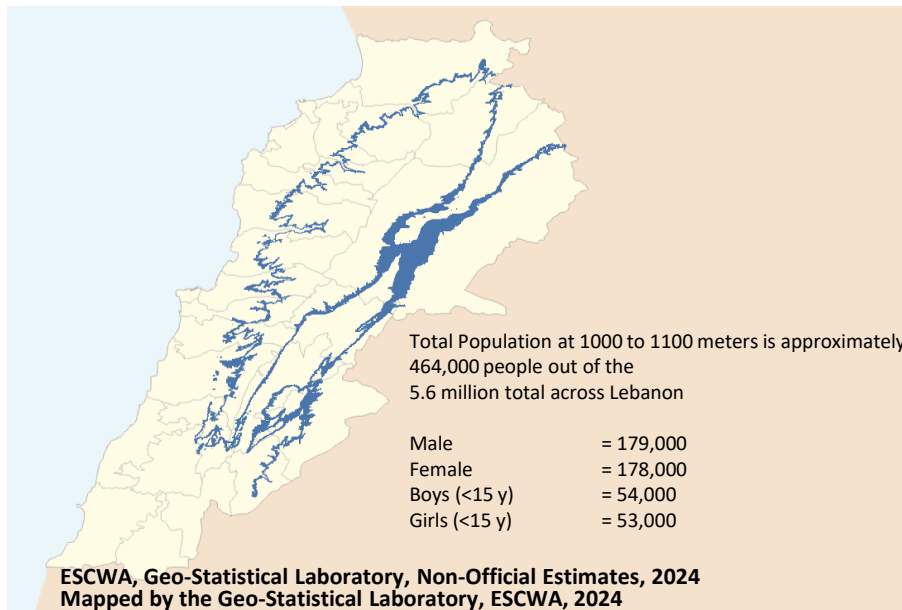 Total Population at 1000 to 1100 meters is approximately
464,000 people out of the
5.6 million total across Lebanon
Male = 179,000
Female = 178,000
Boys (<15 y) = 54,000
Girls (<15 y) = 53,000
ESCWA, Geo-Statistical Laboratory, Non-Official Estimates, 2024
Mapped by the Geo-Statistical Laboratory, ESCWA, 2024